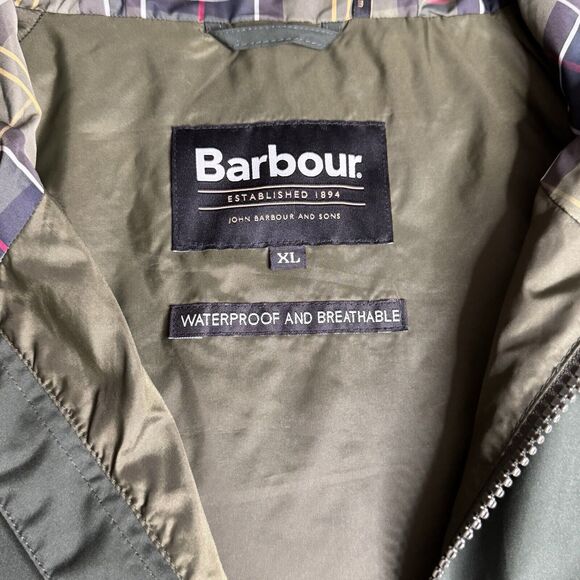 Barbour.
ESTABLISHED 1894
JOHN BARBOUR AND SONS
XL
WATERPROOF AND BREATHABLE